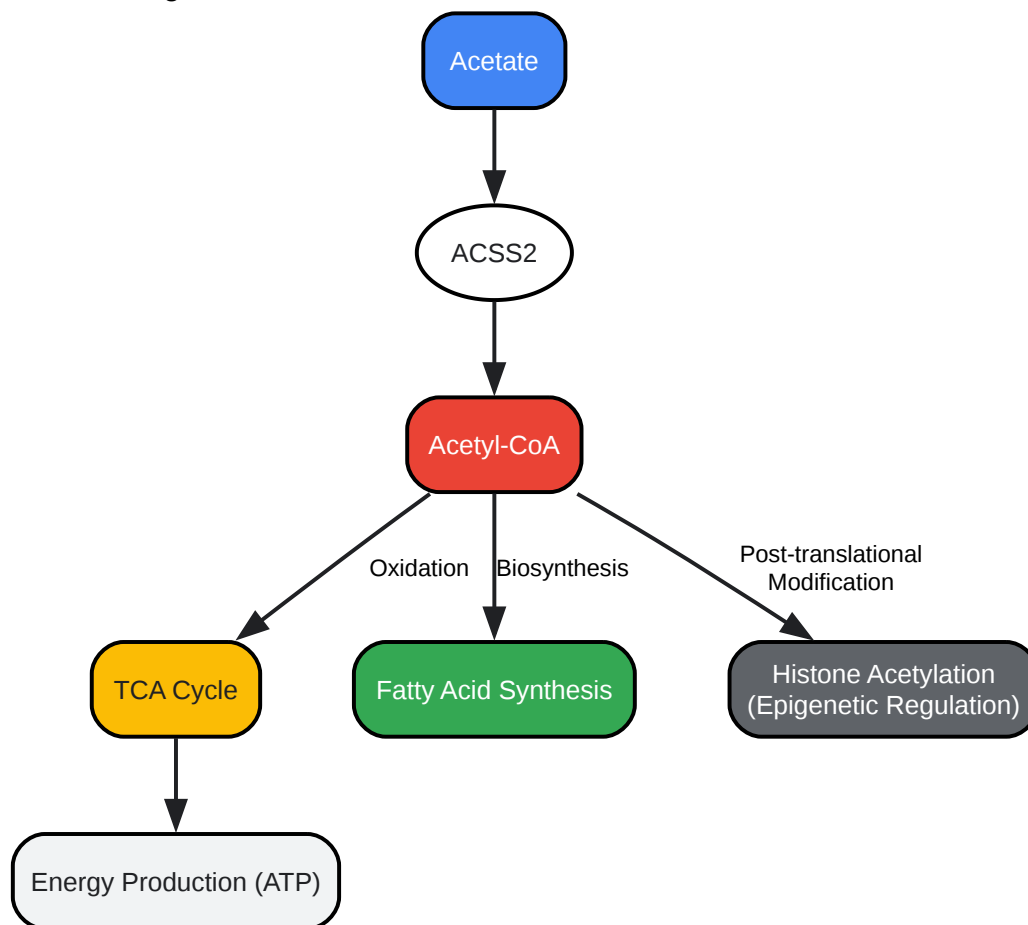 Acetate
ACSS2
Acetyl-CoA
Oxidation
Biosynthesis
Post-translational
Modification
TCA Cycle
Fatty Acid Synthesis
Histone Acetylation
(Epigenetic Regulation)
Energy Production (ATP)